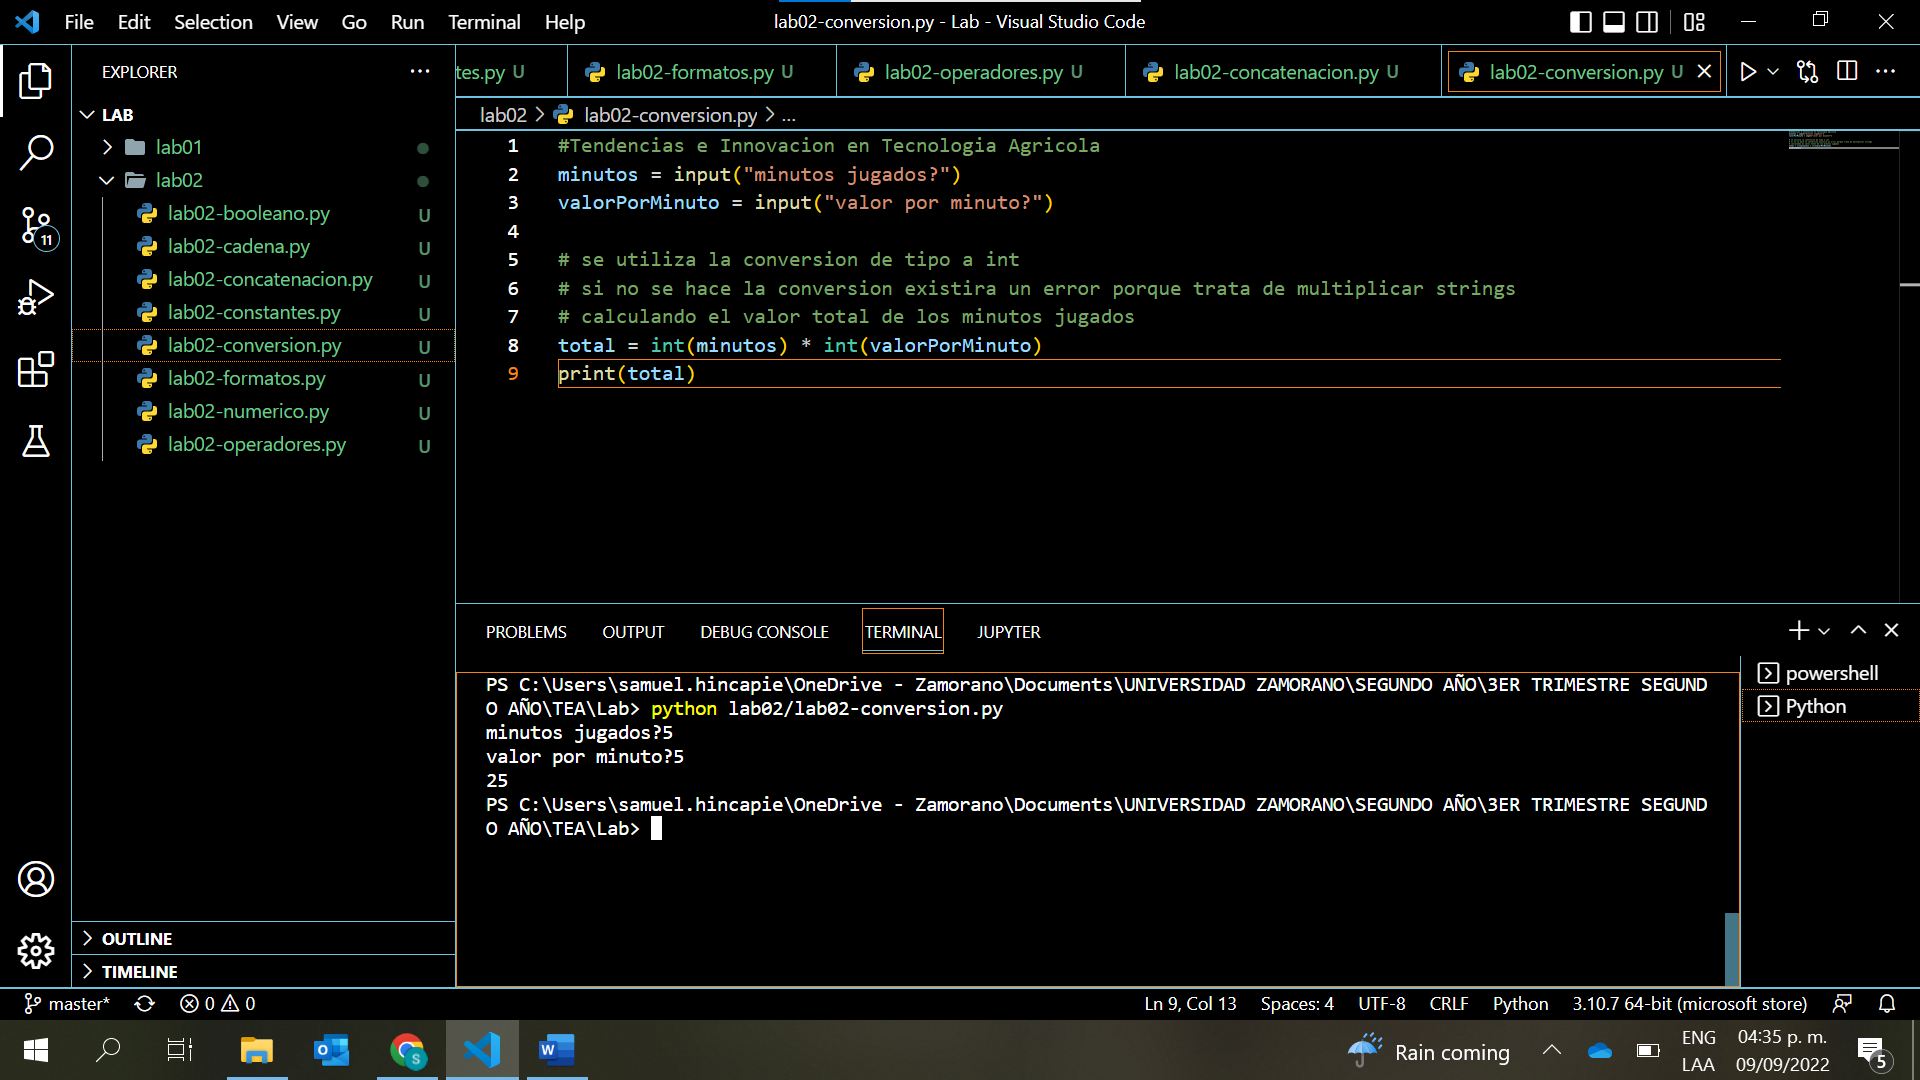 File Edit Selection View Go Run Terminal Help
lab02-conversion.py - Lab - Visual Studio Code
EXPLORER
LAB
lab01
lab02
lab02-booleano.py U
lab02-cadena.py U
lab02-concatenacion.py U
lab02-constantes.py U
lab02-conversion.py U
lab02-formatos.py U
lab02-numerico.py U
lab02-operadores.py U
11
OUTLINE
TIMELINE
tes.py U lab02-formatos.py U lab02-operadores.py U lab02-concatenacion.py U lab02-conversion.py U
lab02 > lab02-conversion.py > ...
1 #Tendencias e Innovacion en Tecnologia Agricola
2 minutos = input("minutos jugados?")
3 valorPorMinuto = input("valor por minuto?")
4
5 # se utiliza la conversion de tipo a int
6 # si no se hace la conversion existira un error porque trata de multiplicar strings
7 # calculando el valor total de los minutos jugados
8 total = int(minutos) * int(valorPorMinuto)
9 print(total)
PROBLEMS OUTPUT DEBUG CONSOLE TERMINAL JUPYTER
PS C:\Users\samuel.hincapie\OneDrive - Zamorano\Documents\UNIVERSIDAD ZAMORANO\SEGUNDO AÑO\3ER TRIMESTRE SEGUND
O AÑO\TEA\Lab> python lab02/lab02-conversion.py
minutos jugados?5
valor por minuto?5
25
PS C:\Users\samuel.hincapie\OneDrive - Zamorano\Documents\UNIVERSIDAD ZAMORANO\SEGUNDO AÑO\3ER TRIMESTRE SEGUND
O AÑO\TEA\Lab>
powershell
Python
master* 0 0
Ln 9, Col 13 Spaces: 4 UTF-8 CRLF Python 3.10.7 64-bit (microsoft store)
Rain coming
ENG
LAA
04:35 p. m.
09/09/2022
5